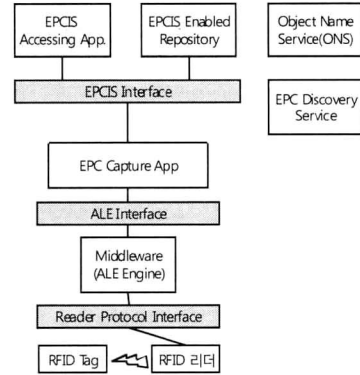 EPCIS
Accessing App.
EPCIS Enabled
Repository
Object Name
Service(ONS)
EPCIS Interface
EPC Discovery
Service
EPC Capture App
ALE Interface
Middleware
(ALE Engine)
Reader Protocol Interface
RFID Tag
RFID 리더